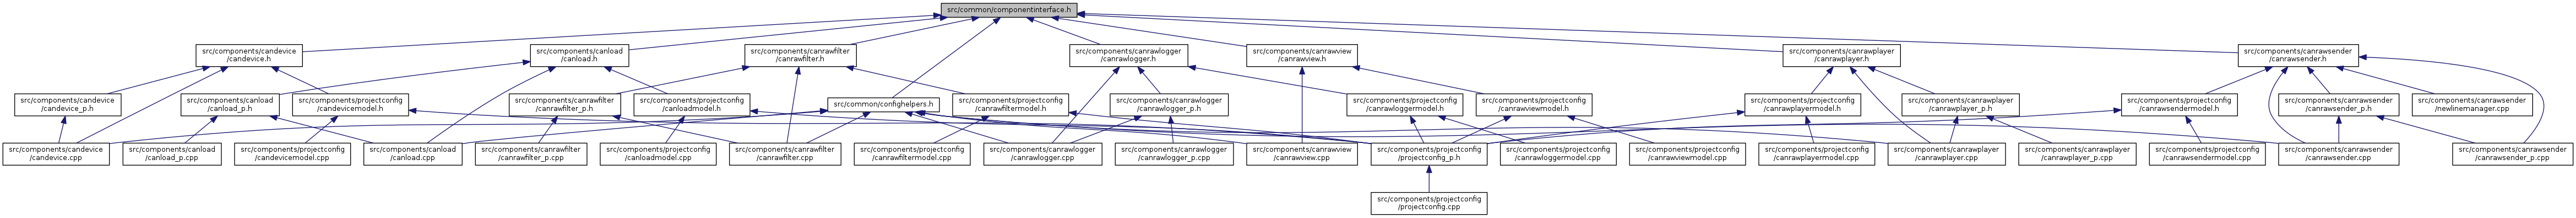 src/common/componentinterface.h
src/components/candevice
/candevice.h
src/components/canload
/canload.h
src/components/canrawfilter
/canrawfilter.h
src/components/canrawlogger
/canrawlogger.h
src/components/canrawview
/canrawview.h
src/components/canrawplayer
/canrawplayer.h
src/components/canrawsender
/canrawsender.h
src/components/candevice
/candevice_p.h
src/components/canload
/canload_p.h
src/components/projectconfig
/candevicemodel.h
src/components/canrawfilter
/canrawfilter_p.h
src/components/projectconfig
/canloadmodel.h
src/common/confighelpers.h
src/components/projectconfig
/canrawfiltermodel.h
src/components/canrawlogger
/canrawlogger_p.h
src/components/projectconfig
/canrawloggermodel.h
src/components/projectconfig
/canrawviewmodel.h
src/components/projectconfig
/canrawplayermodel.h
src/components/canrawplayer
/canrawplayer_p.h
src/components/projectconfig
/canrawsendermodel.h
src/components/canrawsender
/canrawsender_p.h
src/components/canrawsender
/newlinemanager.cpp
src/components/candevice
/candevice.cpp
src/components/canload
/canload_p.cpp
src/components/projectconfig
/candevicemodel.cpp
src/components/canload
/canload.cpp
src/components/canrawfilter
/canrawfilter_p.cpp
src/components/projectconfig
/canloadmodel.cpp
src/components/canrawfilter
/canrawfilter.cpp
src/components/projectconfig
/canrawfiltermodel.cpp
src/components/canrawlogger
/canrawlogger.cpp
src/components/canrawlogger
/canrawlogger_p.cpp
src/components/canrawview
/canrawview.cpp
src/components/projectconfig
/projectconfig_p.h
src/components/projectconfig
/canrawloggermodel.cpp
src/components/projectconfig
/canrawviewmodel.cpp
src/components/projectconfig
/canrawplayermodel.cpp
src/components/canrawplayer
/canrawplayer.cpp
src/components/canrawplayer
/canrawplayer_p.cpp
src/components/projectconfig
/canrawsendermodel.cpp
src/components/canrawsender
/canrawsender.cpp
src/components/canrawsender
/canrawsender_p.cpp
src/components/projectconfig
/projectconfig.cpp